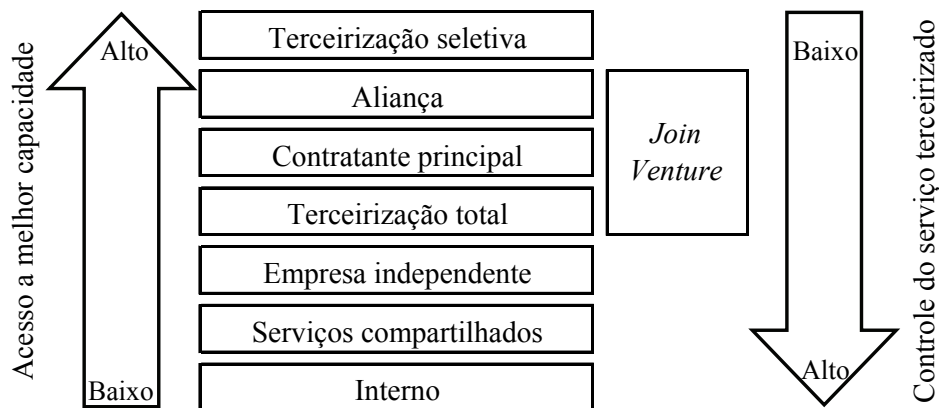 Acesso a melhor capacidade
Alto
Baixo
Terceirização seletiva
Aliança
Contratante principal
Terceirização total
Empresa independente
Serviços compartilhados
Interno
Join
Venture
Baixo
Alto
Controle do serviço terceirizado